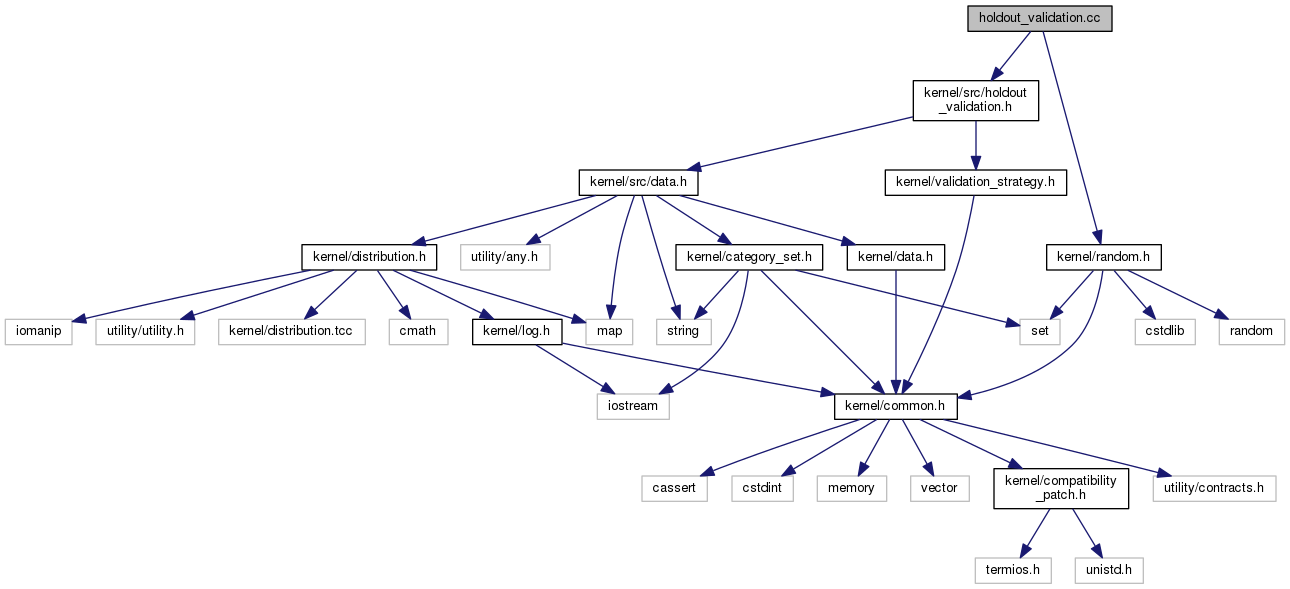 holdout_validation.cc
kernel/src/holdout
_validation.h
kernel/src/data.h
kernel/validation_strategy.h
kernel/distribution.h
utility/any.h
kernel/category_set.h
kernel/data.h
kernel/random.h
iomanip
utility/utility.h
kernel/distribution.tcc
cmath
kernel/log.h
map
string
set
cstdlib
random
iostream
kernel/common.h
cassert
cstdint
memory
vector
kernel/compatibility
_patch.h
utility/contracts.h
termios.h
unistd.h